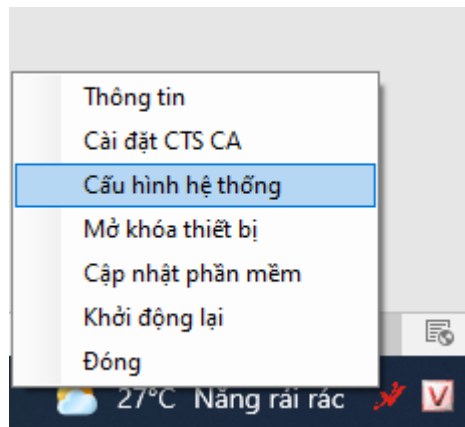 Thông tin
Cài đặt CTS CA
Cấu hình hệ thống
Mở khóa thiết bị
Cập nhật phần mềm
Khởi động lại
Đóng
27°C Nắng rải rác
V